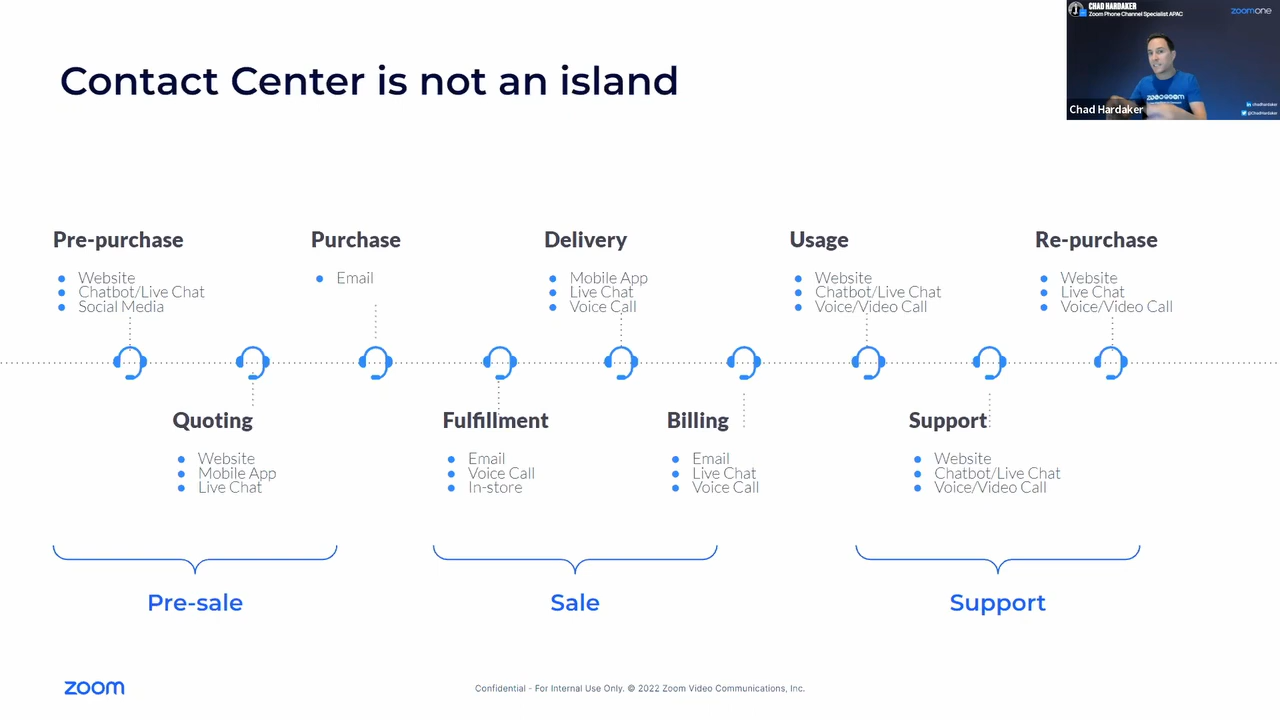 CHAD HARDAKER
Zoom Phone Channel Specialist APAC
zoomone
zoom zoom
chadhardaker
@ChadHardaker
Chad Hardaker
Contact Center is not an island
Pre-purchase
Website
Chatbot/Live Chat
Social Media
Purchase
Email
Delivery
Mobile App
Live Chat
Voice Call
Usage
Website
Chatbot/Live Chat
Voice/Video Call
Re-purchase
Website
Live Chat
Voice/Video Call
Quoting
Website
Mobile App
Live Chat
Fulfillment
Email
Voice Call
In-store
Billing
Email
Live Chat
Voice Call
Support
Website
Chatbot/Live Chat
Voice/Video Call
Pre-sale
Sale
Support
zoom
Confidential - For Internal Use Only. © 2022 Zoom Video Communications, Inc.